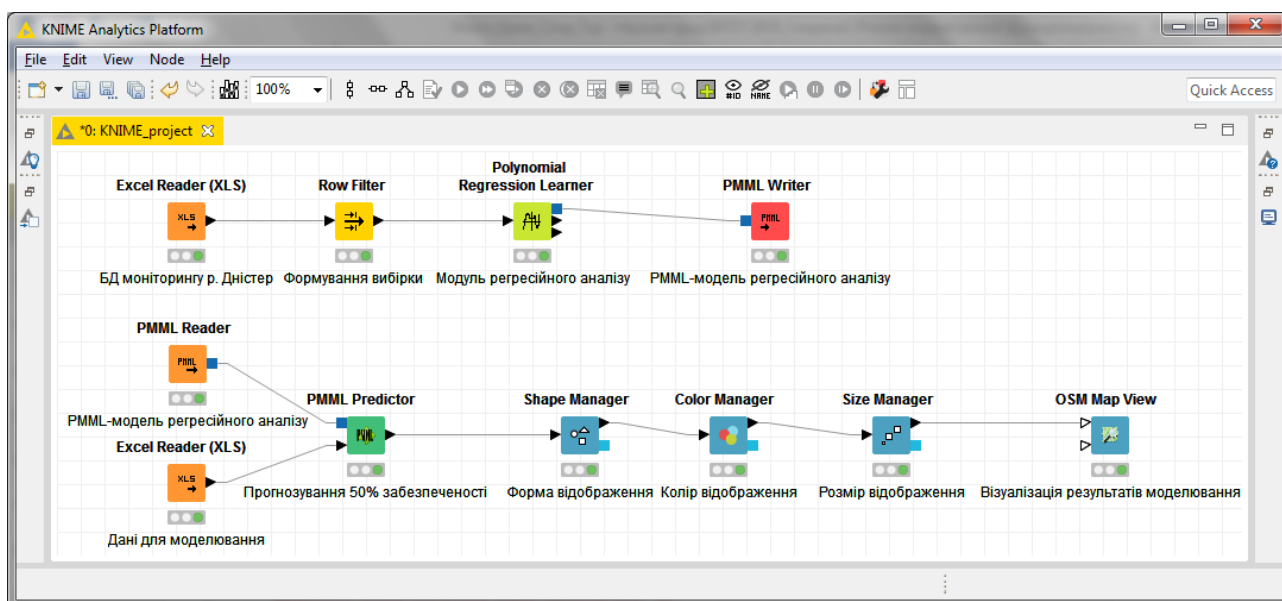 KNIME Analytics Platform
File Edit View Node Help
100%
Quick Access
*0: KNIME_project
Excel Reader (XLS)
Row Filter
Polynomial
Regression Learner
PMML Writer
БД моніторингу р. Дністер
Формування вибірки
Модуль регресійного аналізу
PMML-модель регресійного аналізу
PMML Reader
PMML-модель регресійного аналізу
Excel Reader (XLS)
Дані для моделювання
PMML Predictor
Прогнозування 50% забезпеченості
Shape Manager
Форма відображення
Color Manager
Колір відображення
Size Manager
Розмір відображення
OSM Map View
Візуалізація результатів моделювання